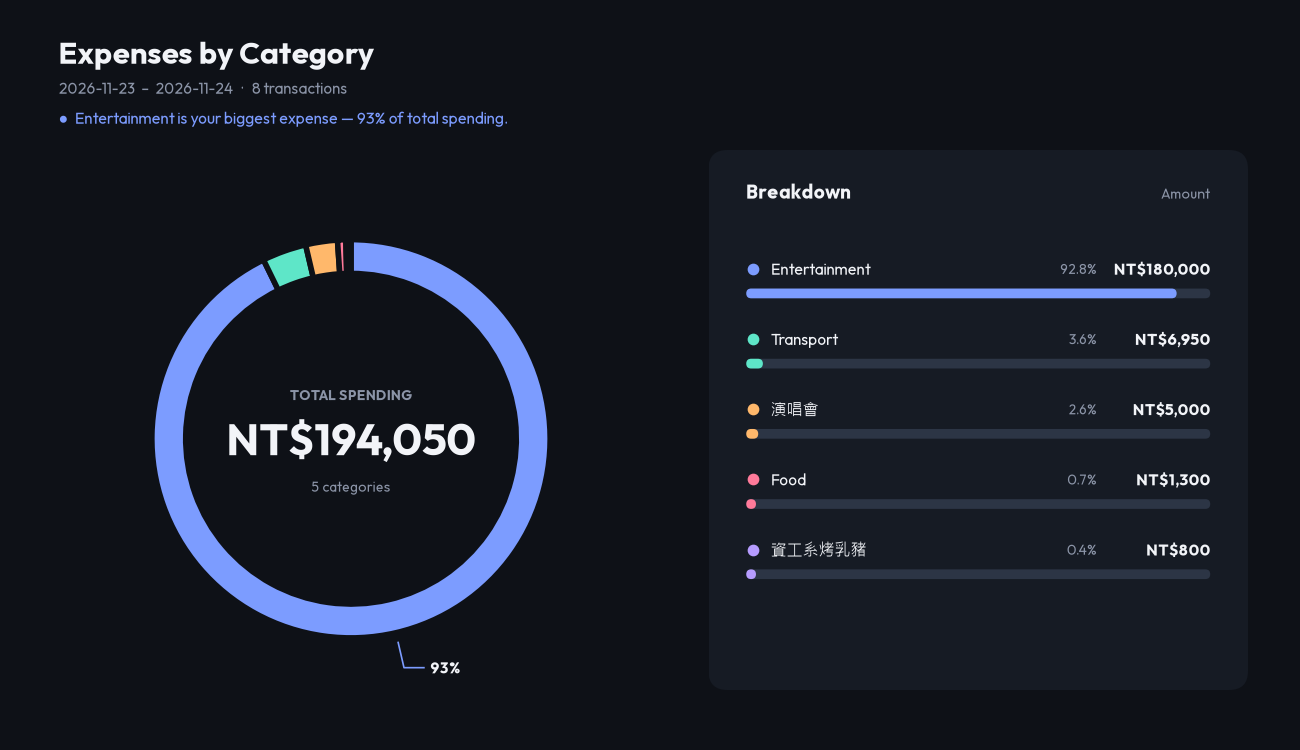 Expenses by Category
2026-11-23 – 2026-11-24 · 8 transactions
● Entertainment is your biggest expense — 93% of total spending.
TOTAL SPENDING
NT$194,050
5 categories
93%
Breakdown Amount
Entertainment 92.8% NT$180,000
Transport 3.6% NT$6,950
演唱會 2.6% NT$5,000
Food 0.7% NT$1,300
資工系烤乳豬 0.4% NT$800